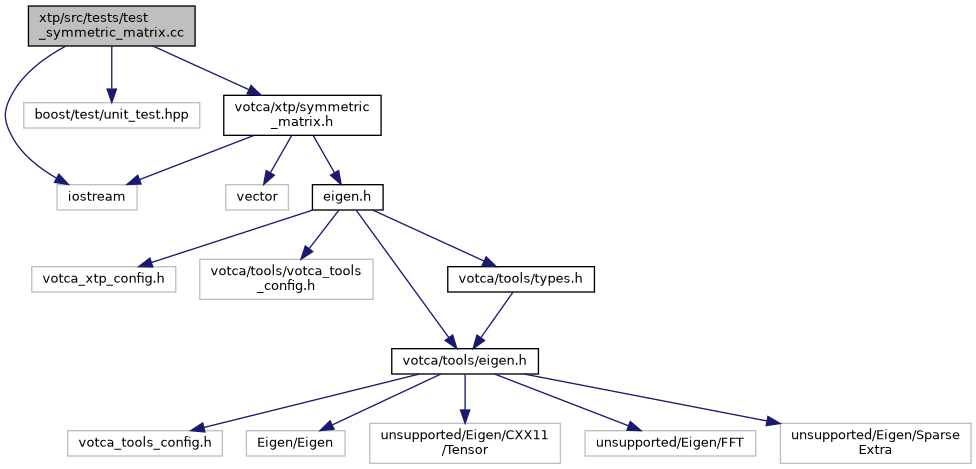 xtp/src/tests/test
_symmetric_matrix.cc
boost/test/unit_test.hpp
votca/xtp/symmetric
_matrix.h
iostream
vector
eigen.h
votca_xtp_config.h
votca/tools/votca_tools
_config.h
votca/tools/types.h
votca/tools/eigen.h
votca_tools_config.h
Eigen/Eigen
unsupported/Eigen/CXX11
/Tensor
unsupported/Eigen/FFT
unsupported/Eigen/Sparse
Extra